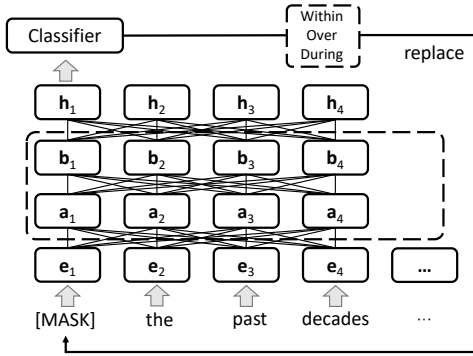 Classifier
Within
Over
During
replace
h1 h2 h3 h4
b1 b2 b3 b4
a1 a2 a3 a4
e1 e2 e3 e4 ...
[MASK] the past decades ...